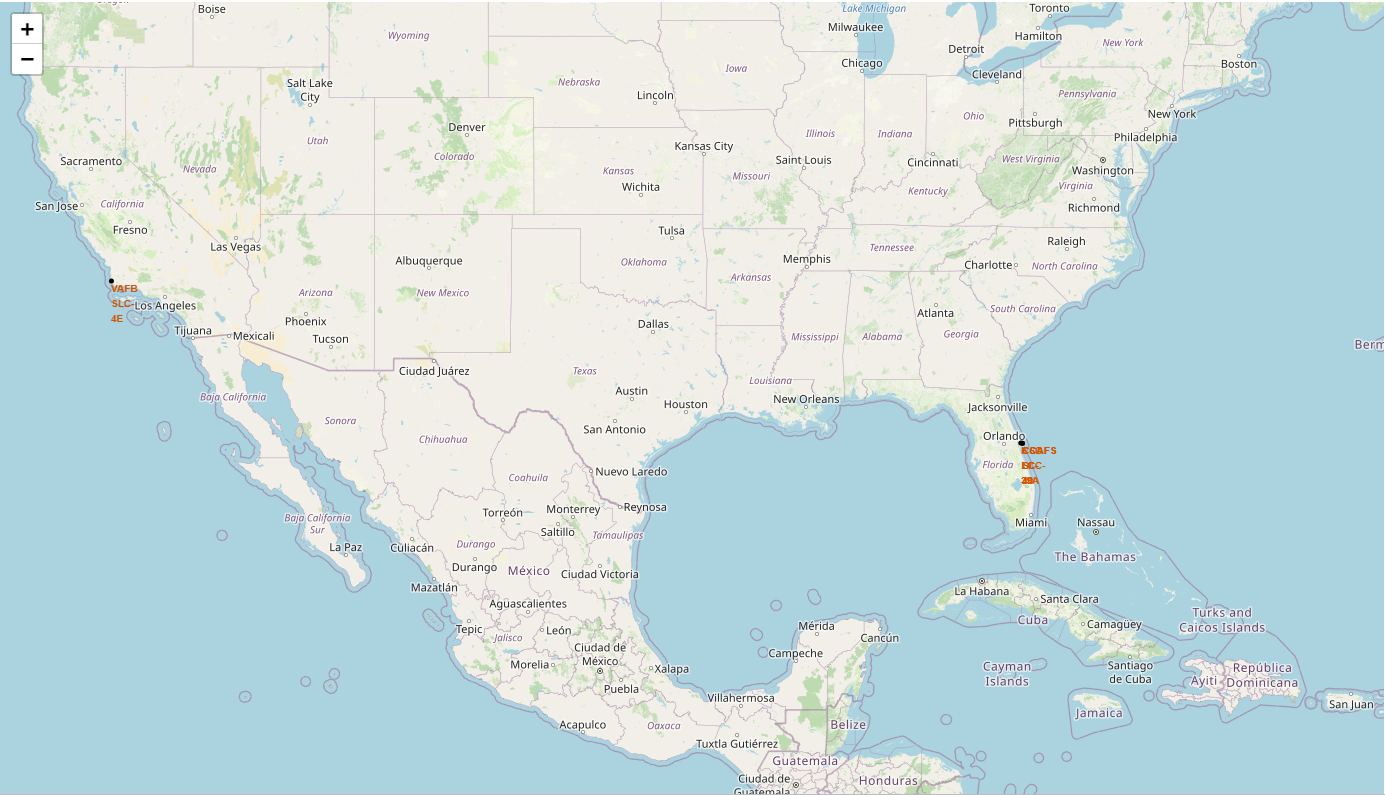 +
−
Oregon
Boise
Wyoming
Lake Michigan
Milwaukee
Toronto
Hamilton
Detroit
New York
Boston
Chicago
Cleveland
Iowa
Nebraska
Salt Lake
City
Lincoln
Pennsylvania
New York
Pittsburgh
Ohio
Philadelphia
Denver
Utah
Colorado
Illinois
Indiana
Kansas City
Saint Louis
Cincinnati
West Virginia
Washington
Sacramento
Nevada
Kansas
Missouri
Wichita
Kentucky
Virginia
San Jose
California
Richmond
Fresno
Tulsa
Las Vegas
Raleigh
Albuquerque
Oklahoma
Memphis
Tennessee
Charlotte
North Carolina
Arkansas
VAFB
SLC-
4E
Los Angeles
Arizona
New Mexico
South Carolina
Phoenix
Atlanta
Tijuana
Mexicali
Tucson
Dallas
Mississippi
Alabama
Georgia
Berm
Ciudad Juárez
Texas
Louisiana
Baja California
Austin
Houston
New Orleans
Jacksonville
Sonora
San Antonio
Chihuahua
Orlando
Florida
Coahuila
Nuevo Laredo
Torreón
Monterrey
Reynosa
Baja California
Sur
Saltillo
Tamaulipas
Miami
Nassau
La Paz
Culiacán
Durango
Durango
México
Ciudad Victoria
The Bahamas
Mazatlán
La Habana
Santa Clara
Aguascalientes
Turks and
Caicos Islands
Cuba
Camagüey
Tepic
León
Jalisco
Mérida
Cancún
Ciudad de
México
Campeche
Morelia
Xalapa
Cayman
Islands
Santiago
de Cuba
República
Dominicana
Ayiti
Puebla
Villahermosa
San Juan
Jamaica
Acapulco
Oaxaca
Belize
Tuxtla Gutiérrez
Guatemala
Ciudad de
Guatemala
Honduras